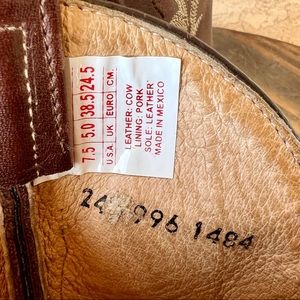 7.5 5.0 38.5 24.5
U.S.A. UK EURO CM.
LEATHER: COW
LINING: PORK
SOLE: LEATHER
MADE IN MEXICO
996 1484